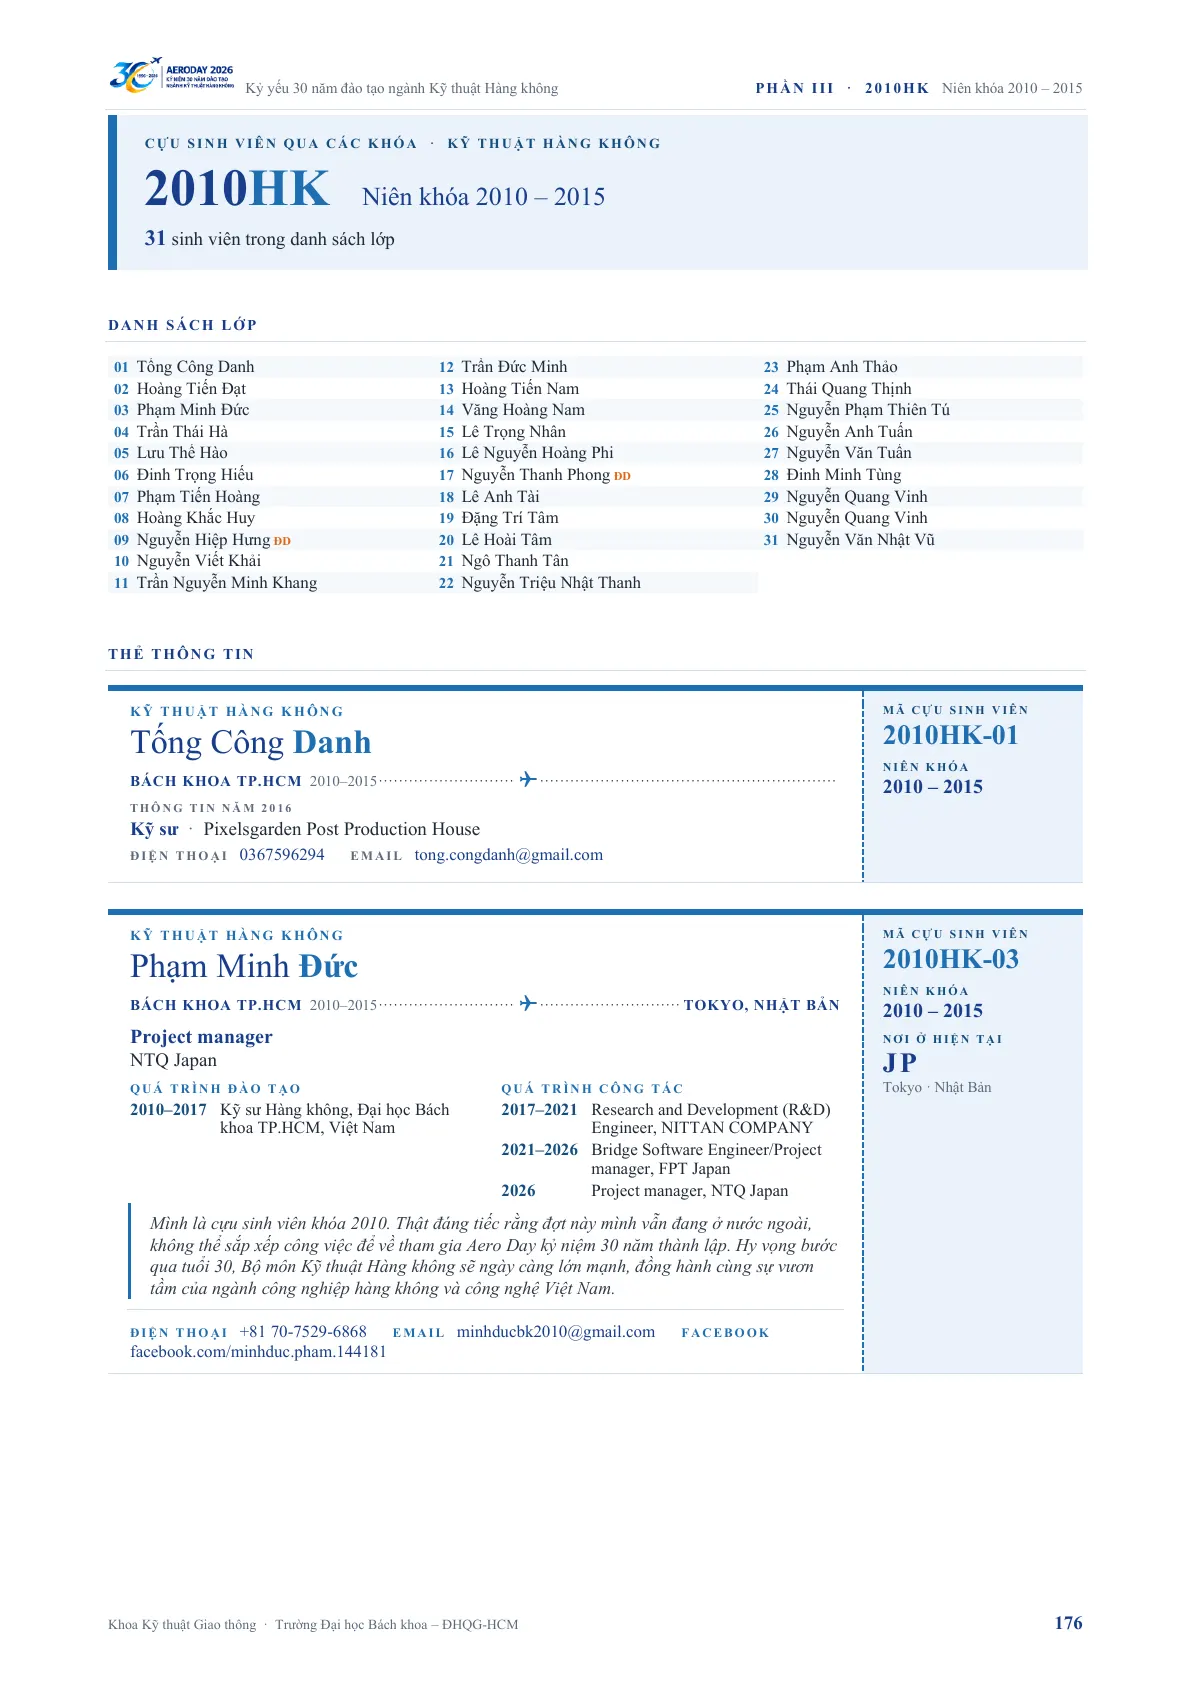 AERODAY 2026
1996 - 2026
KỶ NIỆM 30 NĂM ĐÀO TẠO
NGÀNH KỸ THUẬT HÀNG KHÔNG
Kỷ yếu 30 năm đào tạo ngành Kỹ thuật Hàng không
PHẦN III · 2010HK Niên khóa 2010 – 2015
CỰU SINH VIÊN QUA CÁC KHÓA · KỸ THUẬT HÀNG KHÔNG
2010HK Niên khóa 2010 – 2015
31 sinh viên trong danh sách lớp
DANH SÁCH LỚP
01 Tống Công Danh
02 Hoàng Tiến Đạt
03 Phạm Minh Đức
04 Trần Thái Hà
05 Lưu Thế Hào
06 Đinh Trọng Hiếu
07 Phạm Tiến Hoàng
08 Hoàng Khắc Huy
09 Nguyễn Hiệp Hưng ĐD
10 Nguyễn Viết Khải
11 Trần Nguyễn Minh Khang
12 Trần Đức Minh
13 Hoàng Tiến Nam
14 Văng Hoàng Nam
15 Lê Trọng Nhân
16 Lê Nguyễn Hoàng Phi
17 Nguyễn Thanh Phong ĐD
18 Lê Anh Tài
19 Đặng Trí Tâm
20 Lê Hoài Tâm
21 Ngô Thanh Tân
22 Nguyễn Triệu Nhật Thanh
23 Phạm Anh Thảo
24 Thái Quang Thịnh
25 Nguyễn Phạm Thiên Tú
26 Nguyễn Anh Tuấn
27 Nguyễn Văn Tuấn
28 Đinh Minh Tùng
29 Nguyễn Quang Vinh
30 Nguyễn Quang Vinh
31 Nguyễn Văn Nhật Vũ
THẺ THÔNG TIN
KỸ THUẬT HÀNG KHÔNG
Tống Công Danh
BÁCH KHOA TP.HCM 2010–2015
THÔNG TIN NĂM 2016
Kỹ sư · Pixelsgarden Post Production House
ĐIỆN THOẠI 0367596294 EMAIL tong.congdanh@gmail.com
MÃ CỰU SINH VIÊN
2010HK-01
NIÊN KHÓA
2010 – 2015
KỸ THUẬT HÀNG KHÔNG
Phạm Minh Đức
BÁCH KHOA TP.HCM 2010–2015 TOKYO, NHẬT BẢN
Project manager
NTQ Japan
QUÁ TRÌNH ĐÀO TẠO
2010–2017 Kỹ sư Hàng không, Đại học Bách
khoa TP.HCM, Việt Nam
QUÁ TRÌNH CÔNG TÁC
2017–2021 Research and Development (R&D)
Engineer, NITTAN COMPANY
2021–2026 Bridge Software Engineer/Project
manager, FPT Japan
2026 Project manager, NTQ Japan
Mình là cựu sinh viên khóa 2010. Thật đáng tiếc rằng đợt này mình vẫn đang ở nước ngoài,
không thể sắp xếp công việc để về tham gia Aero Day kỷ niệm 30 năm thành lập. Hy vọng bước
qua tuổi 30, Bộ môn Kỹ thuật Hàng không sẽ ngày càng lớn mạnh, đồng hành cùng sự vươn
tầm của ngành công nghiệp hàng không và công nghệ Việt Nam.
ĐIỆN THOẠI +81 70-7529-6868 EMAIL minhducbk2010@gmail.com FACEBOOK
facebook.com/minhduc.pham.144181
MÃ CỰU SINH VIÊN
2010HK-03
NIÊN KHÓA
2010 – 2015
NƠI Ở HIỆN TẠI
JP
Tokyo · Nhật Bản
Khoa Kỹ thuật Giao thông · Trường Đại học Bách khoa – ĐHQG-HCM
176